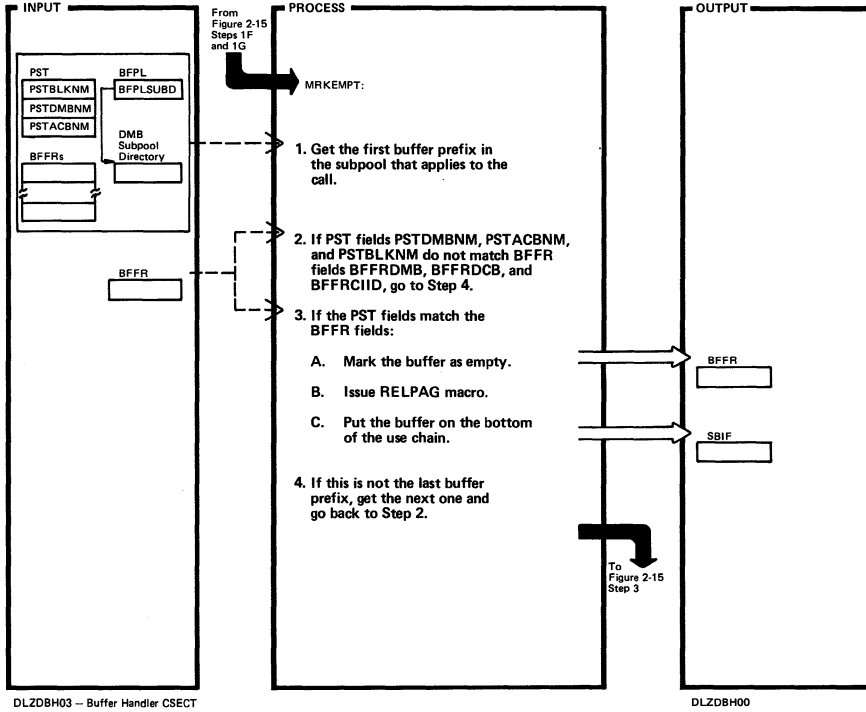 INPUT
PST
BFPL
PSTBLKNM
BFPLSUBD
PSTDMBNM
PSTACBNM
DMB
Subpool
Directory
BFFRs
BFFR
From
Figure 2-15
Steps 1F
and 1G
PROCESS
MRKEMPT:
1. Get the first buffer prefix in
the subpool that applies to the
call.
2. If PST fields PSTDMBNM, PSTACBNM,
and PSTBLKNM do not match BFFR
fields BFFRDMB, BFFRDCB, and
BFFRCIID, go to Step 4.
3. If the PST fields match the
BFFR fields:
A. Mark the buffer as empty.
B. Issue RELPAG macro.
C. Put the buffer on the bottom
of the use chain.
4. If this is not the last buffer
prefix, get the next one and
go back to Step 2.
To
Figure 2-15
Step 3
OUTPUT
BFFR
SBIF
DLZDBH03 – Buffer Handler CSECT
DLZDBH00